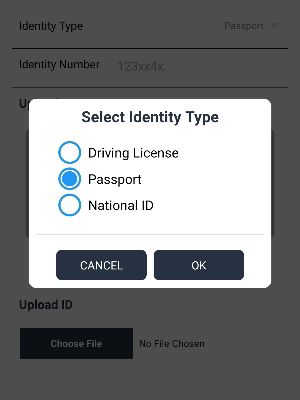 Identity Type Passport
Identity Number 123xx4x.
Select Identity Type
Driving License
Passport
National ID
CANCEL OK
Upload ID
Choose File No File Chosen